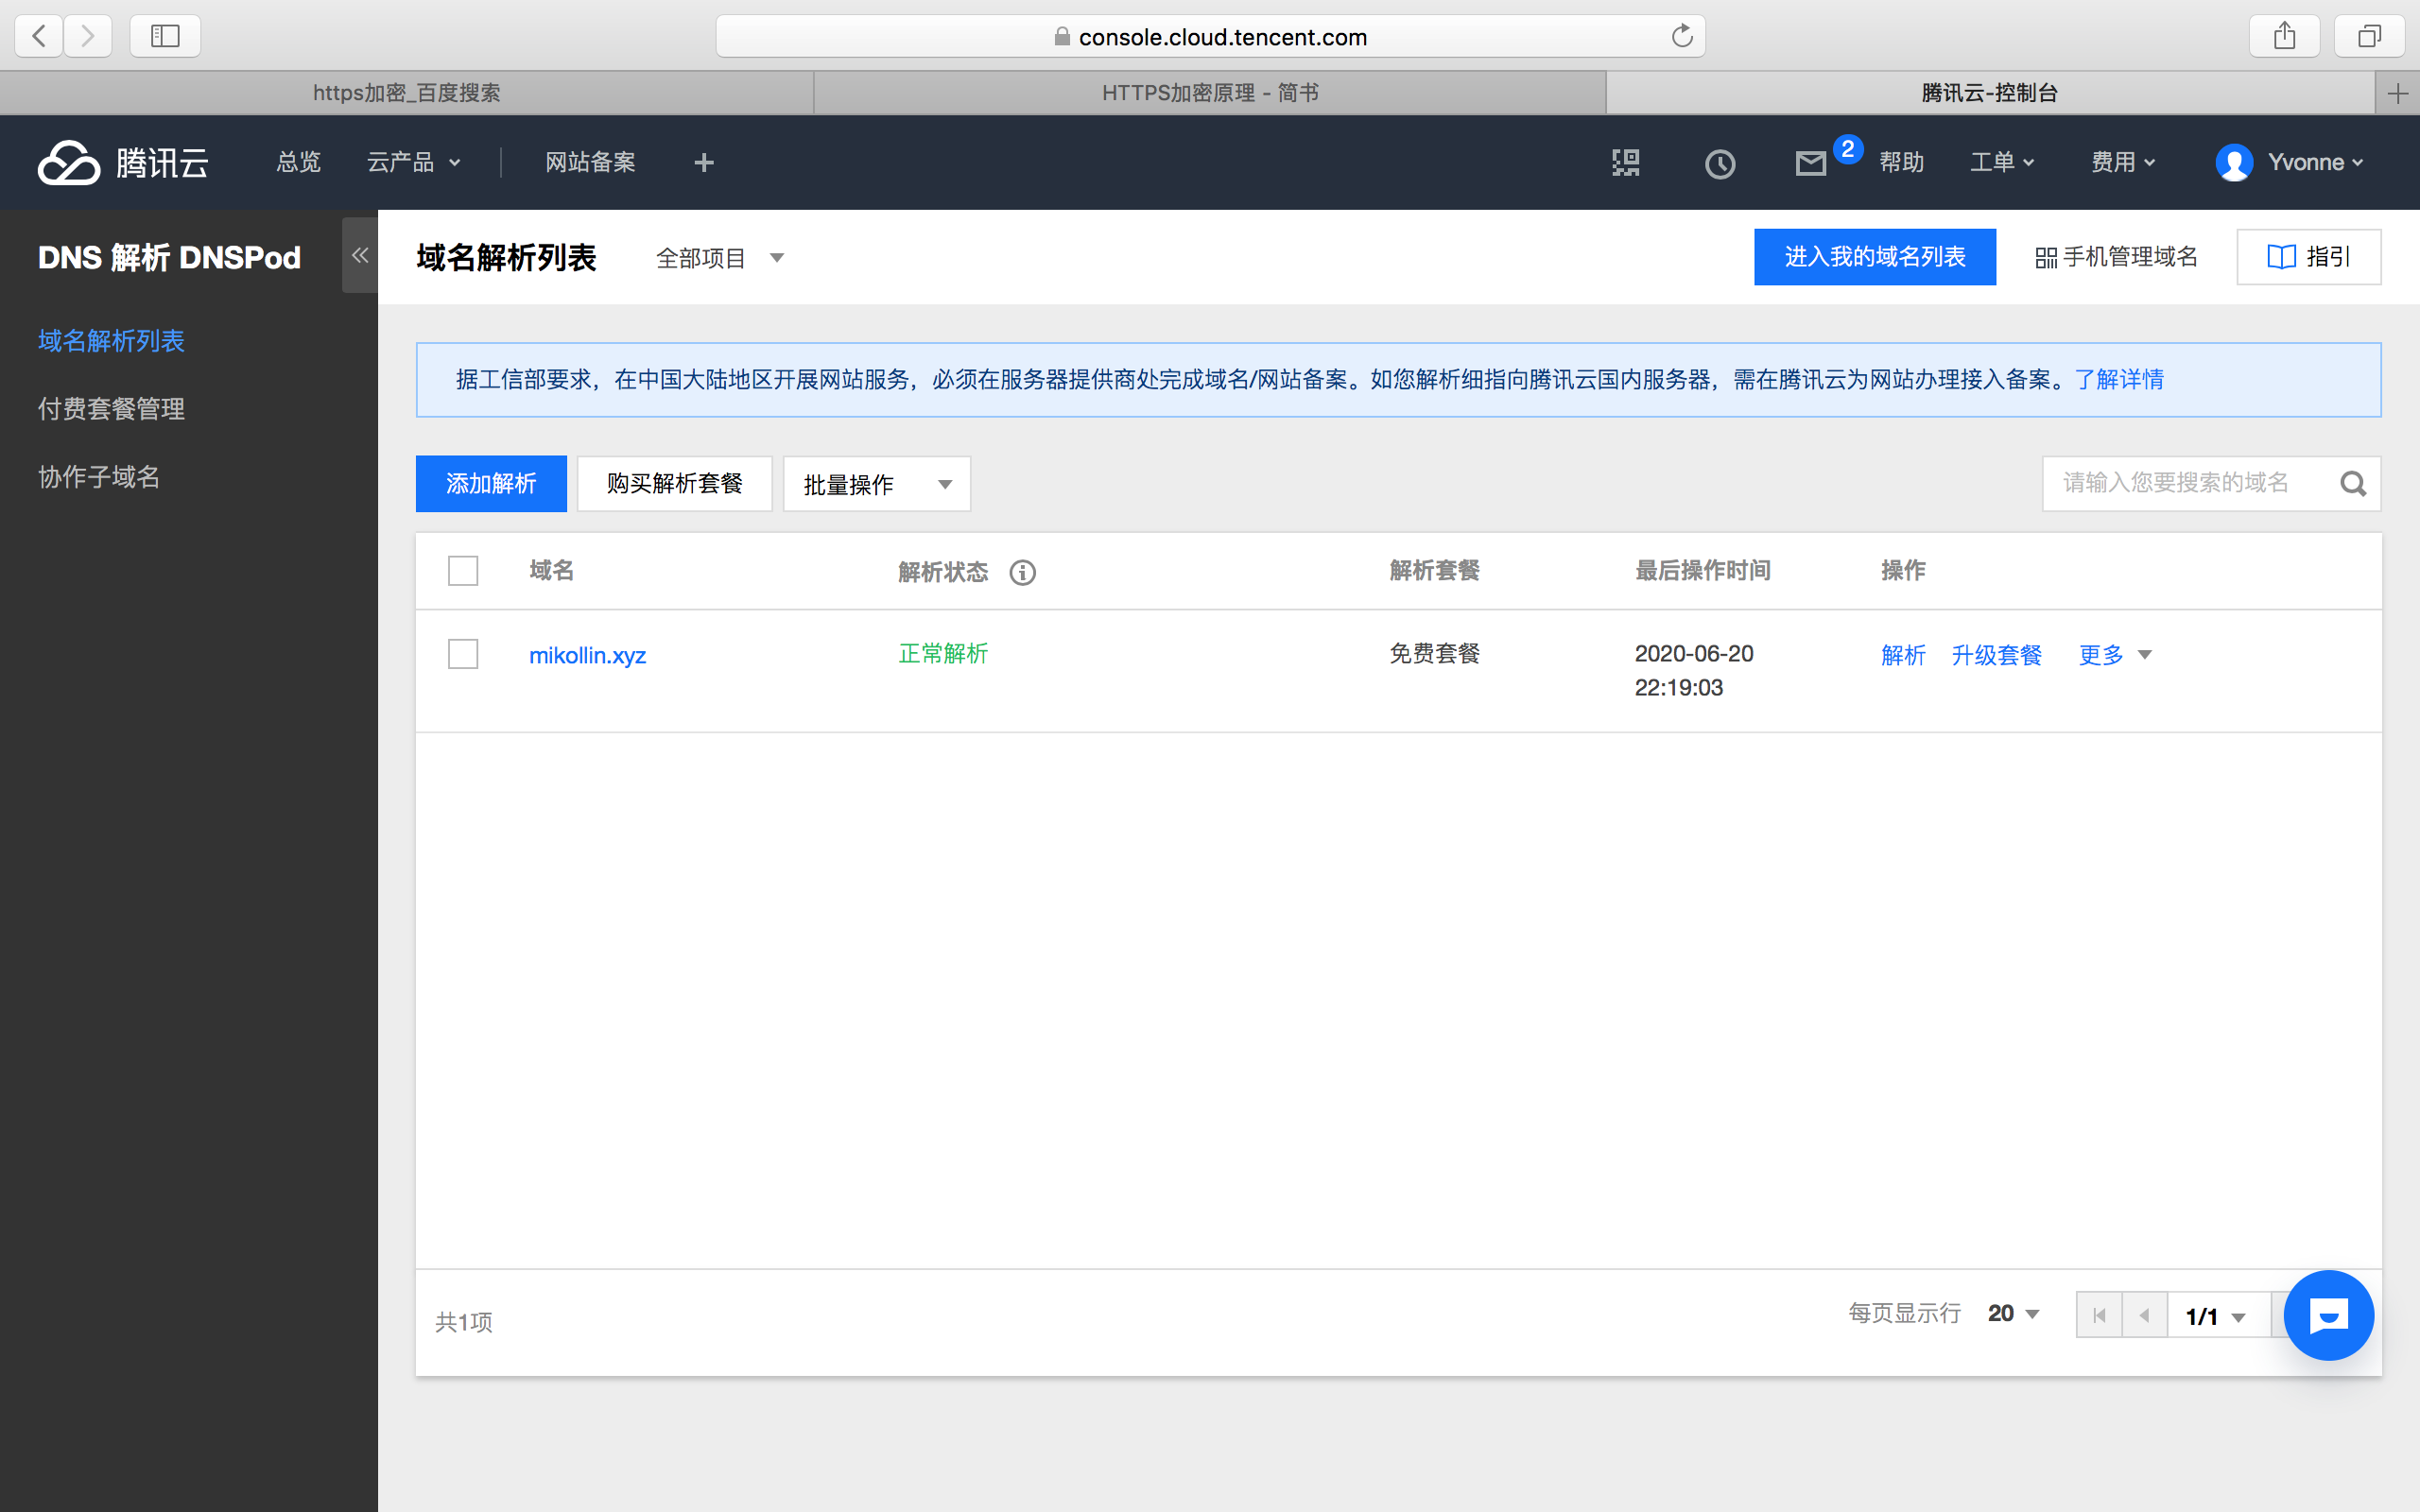 console.cloud.tencent.com
https加密_百度搜索
HTTPS加密原理 - 简书
腾讯云-控制台
腾讯云
总览
云产品
网站备案
2
帮助
工单
费用
Yvonne
DNS 解析 DNSPod
域名解析列表
付费套餐管理
协作子域名
域名解析列表
全部项目
进入我的域名列表
手机管理域名
指引
据工信部要求，在中国大陆地区开展网站服务，必须在服务器提供商处完成域名/网站备案。如您解析细指向腾讯云国内服务器，需在腾讯云为网站办理接入备案。了解详情
添加解析
购买解析套餐
批量操作
请输入您要搜索的域名
域名
解析状态
解析套餐
最后操作时间
操作
mikollin.xyz
正常解析
免费套餐
2020-06-20
22:19:03
解析
升级套餐
更多
共1项
每页显示行
20
1/1